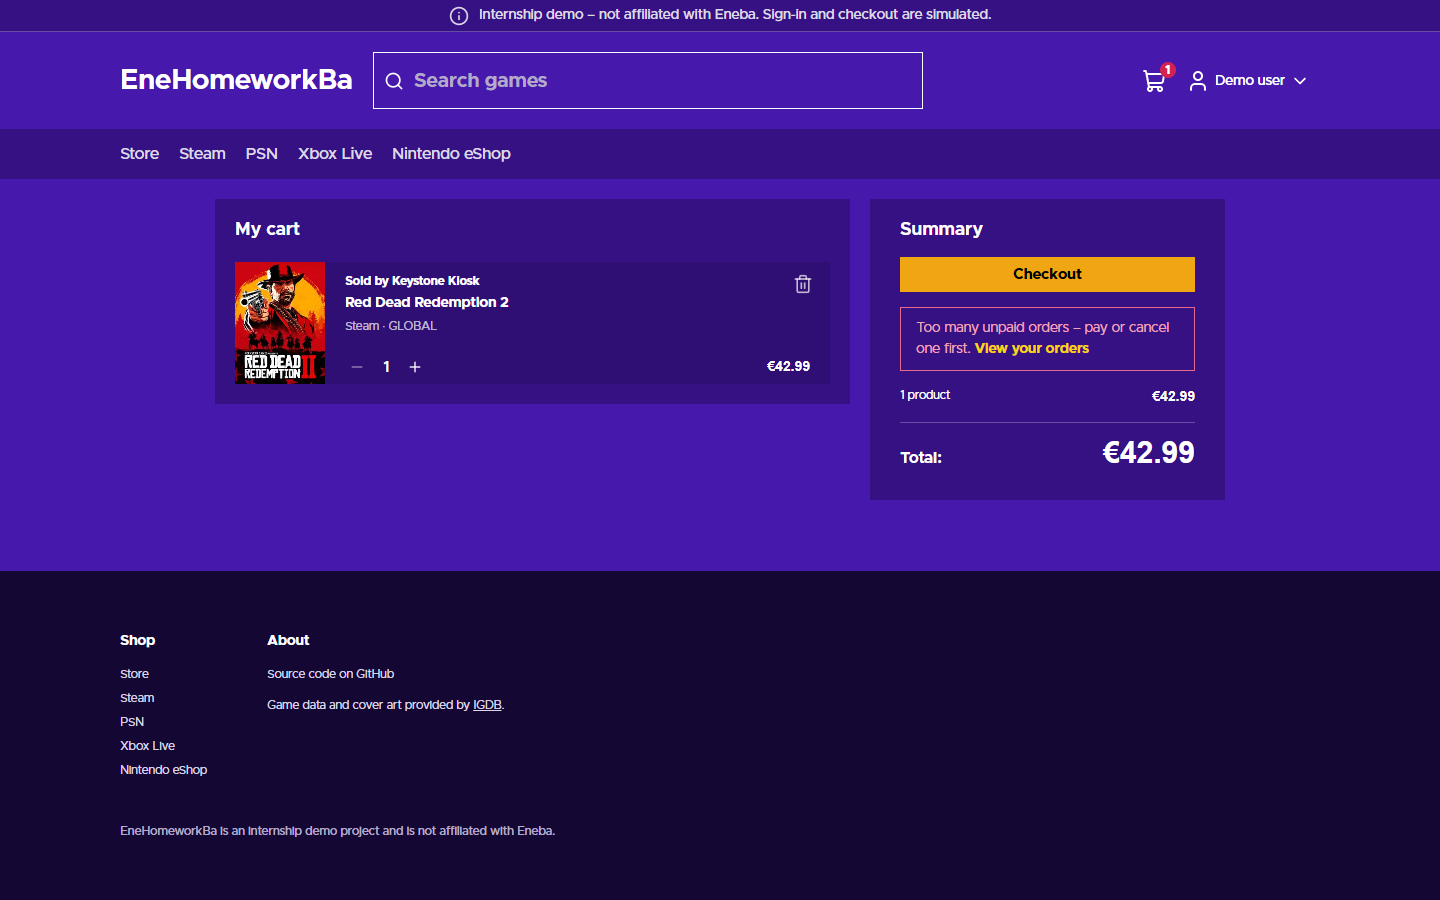 Internship demo – not affiliated with Eneba. Sign-in and checkout are simulated.
EneHomeworkBa
Search games
1
Demo user
Store
Steam
PSN
Xbox Live
Nintendo eShop
My cart
Sold by Keystone Kiosk
Red Dead Redemption 2
Steam · GLOBAL
RED DEAD
REDEMPTION II
1
€42.99
Summary
Checkout
Too many unpaid orders – pay or cancel
one first. View your orders
1 product
€42.99
Total:
€42.99
Shop
Store
Steam
PSN
Xbox Live
Nintendo eShop
About
Source code on GitHub
Game data and cover art provided by IGDB.
EneHomeworkBa is an internship demo project and is not affiliated with Eneba.